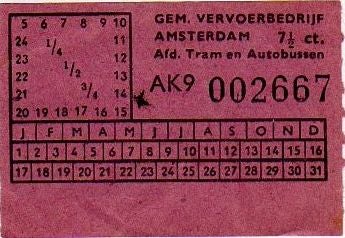 5 6 7 8 9 10
24 1/4 11
23 1/2 12
22 3/4 13
21 14
20 19 18 17 16 15
GEM. VERVOERBEDRIJF
AMSTERDAM 7½ ct.
Afd. Tram en Autobussen
AK9 002667
J F M A M J J A S O N D
1 2 3 4 5 6 7 8 9 10 11 12 13 14 15 16
17 18 19 20 21 22 23 24 25 26 27 28 29 30 31